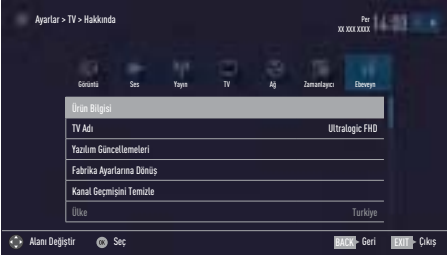 Ayarlar > TV > Hakkında
Per
xx xxx xxxx
Görüntü Ses Yayın TV Ağ Zamanlayıcı Ebeveyn
Ürün Bilgisi
TV Adı Ultralogic FHD
Yazılım Güncellemeleri
Fabrika Ayarlarına Dönüş
Kanal Geçmişini Temizle
Ülke Turkiye
Alanı Değiştir OK Seç BACK Geri EXIT Çıkış